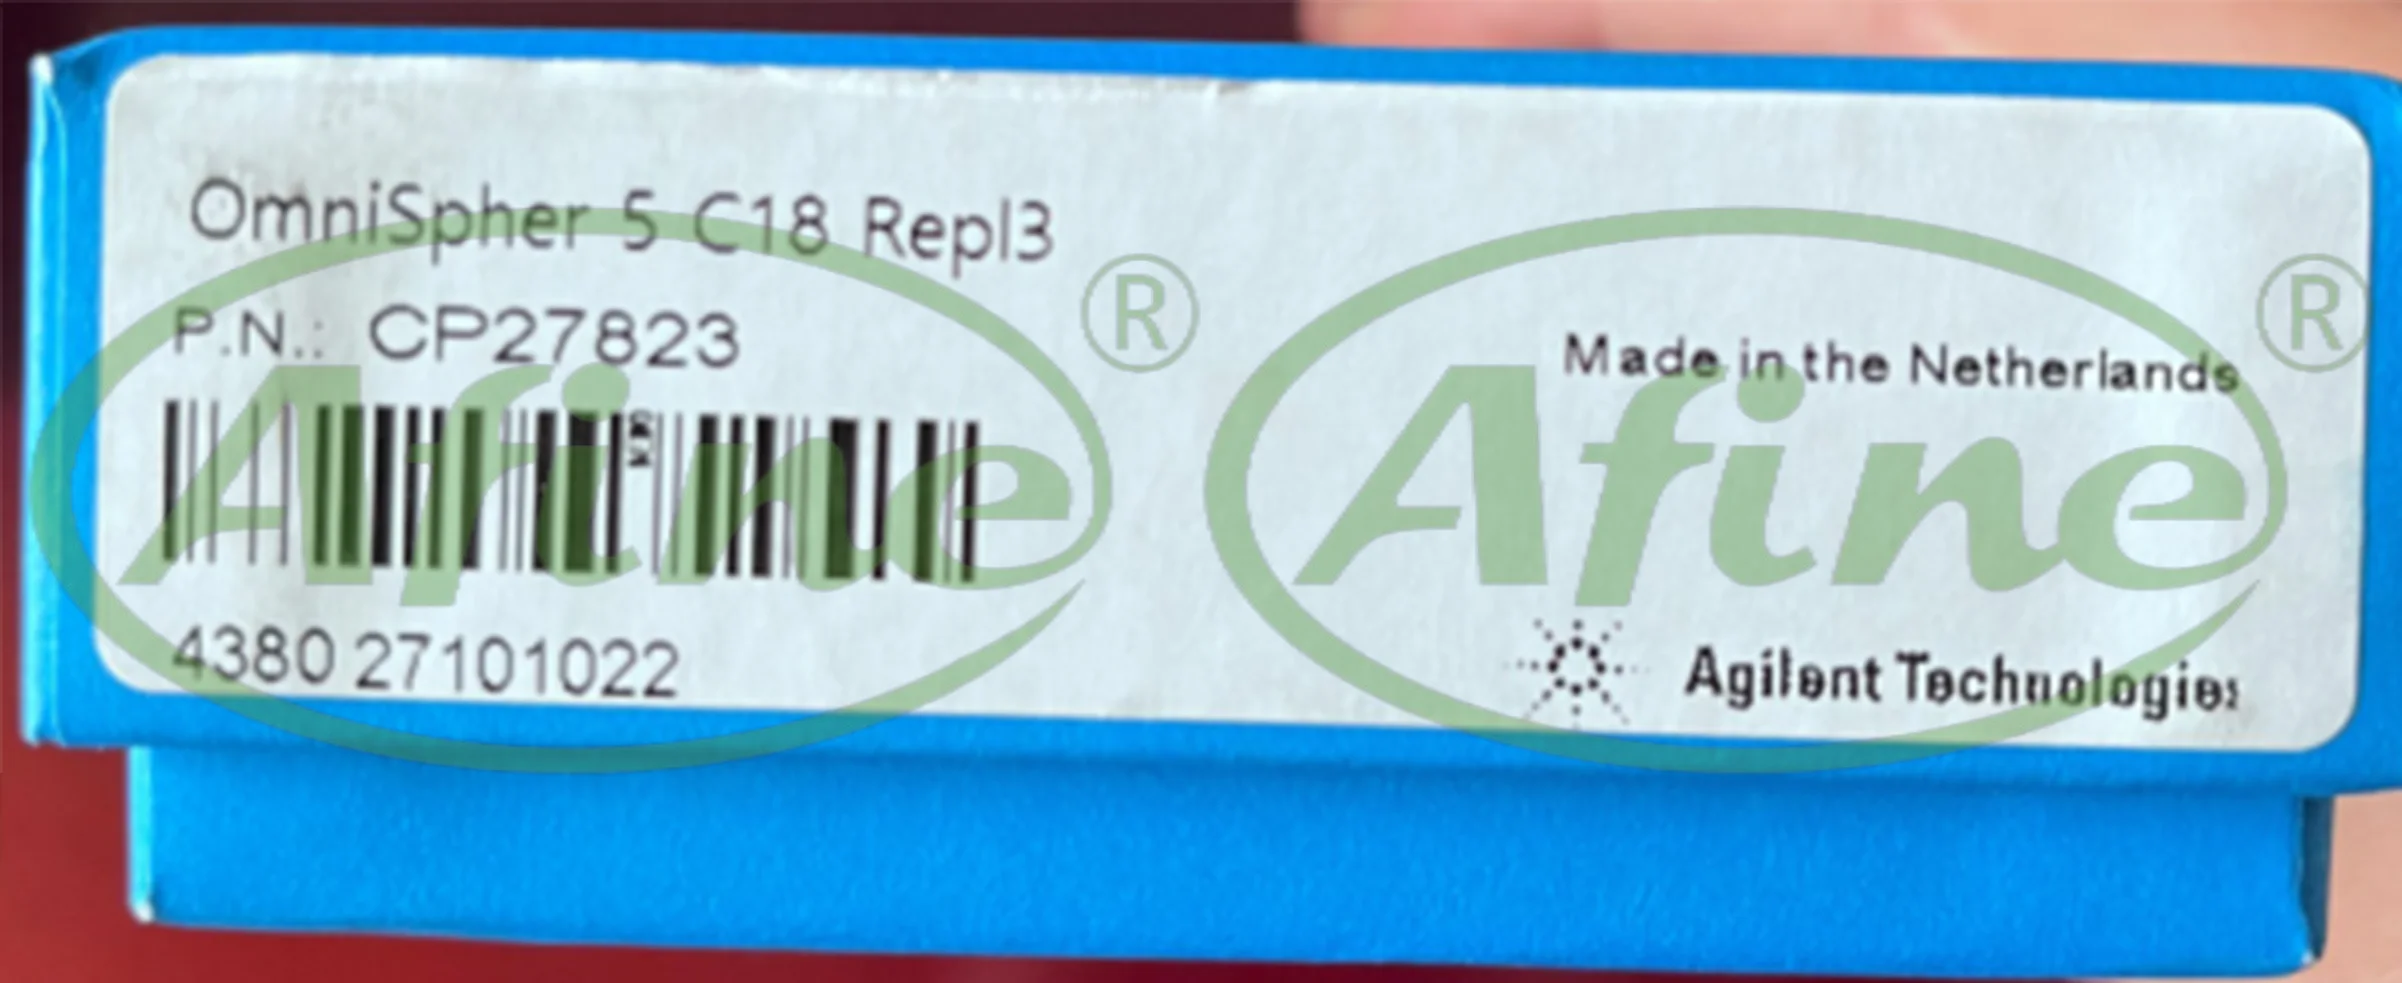 OmniSpher 5 C18 Repl3
P.N.: CP27823
4380 27101022
Made in the Netherlands
Agilent Technologies
Afine®
Afine®